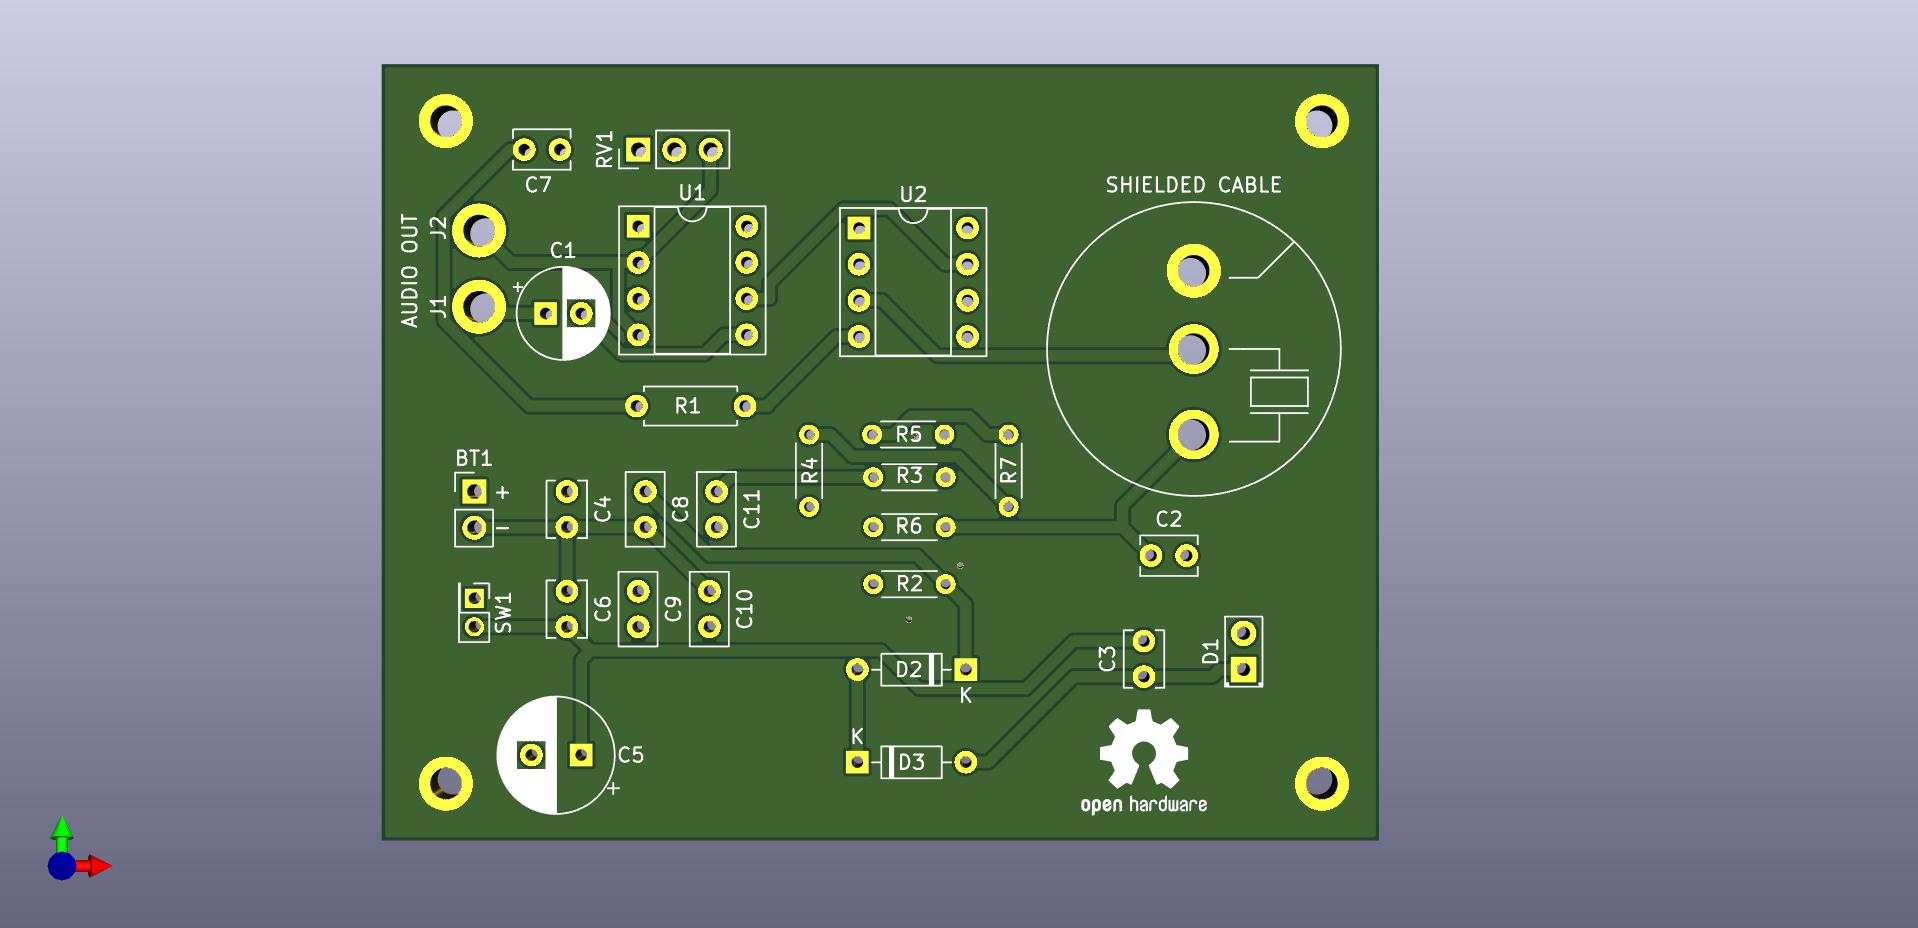 RV1
C7
U1
U2
SHIELDED CABLE
AUDIO OUT
J2
J1
C1
+
R1
BT1
+
−
C4
C8
C11
R4
R5
R3
R7
R6
C2
R2
SW1
C6
C9
C10
D2
K
C3
D1
K
D3
C5
+
open hardware